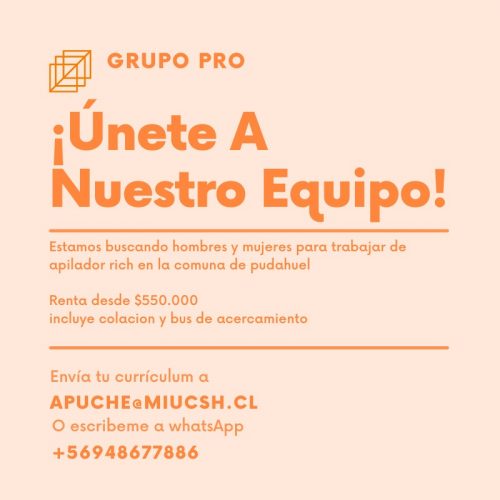 GRUPO PRO
¡Únete A
Nuestro Equipo!
Estamos buscando hombres y mujeres para trabajar de
apilador rich en la comuna de pudahuel
Renta desde $550.000
incluye colacion y bus de acercamiento
Envía tu currículum a
APUCHE@MIUCSH.CL
O escribeme a whatsApp
+56948677886